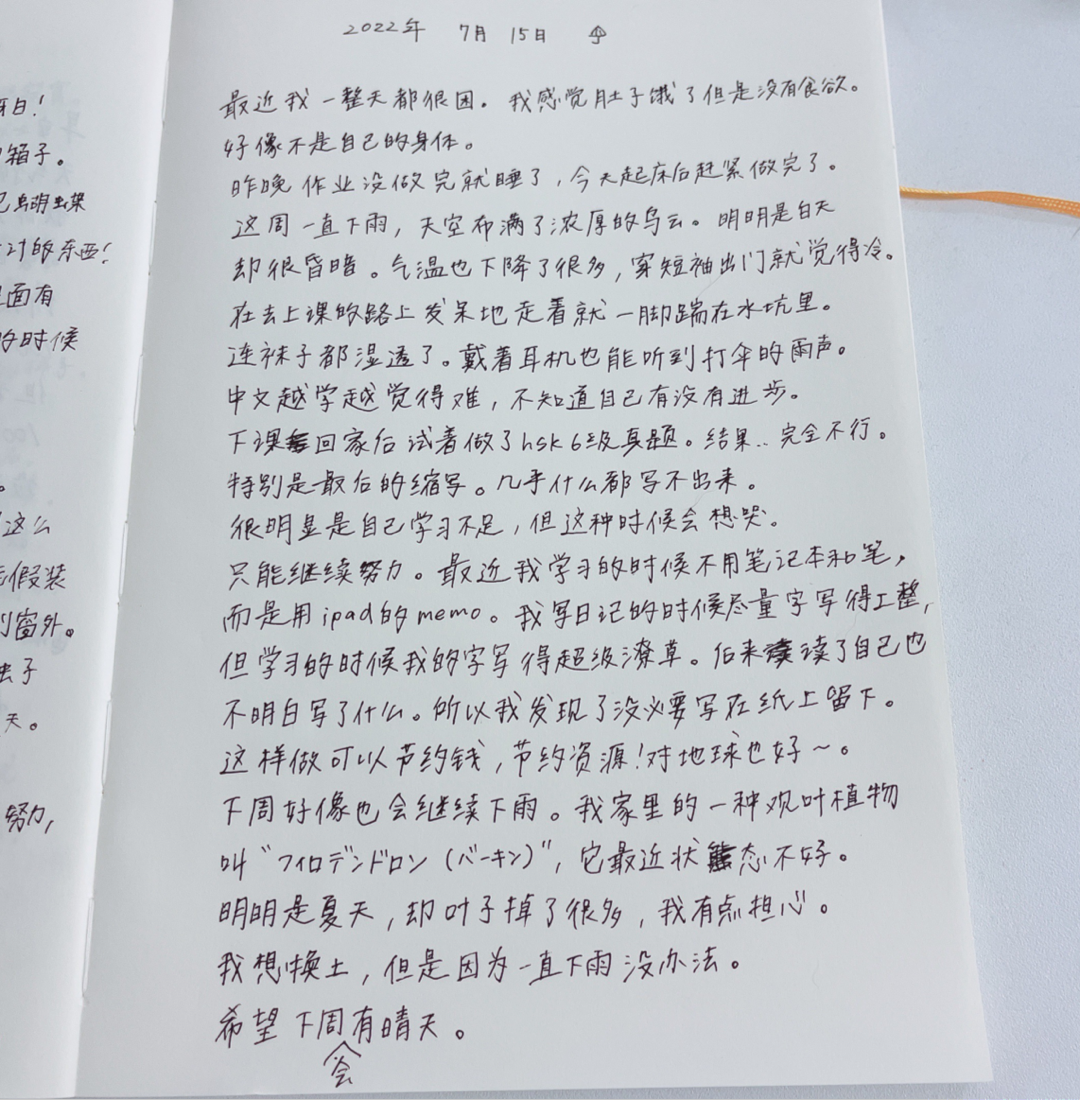 2022年 7月 15日
最近我一整天都很困。我感觉肚子饿了但是没有食欲。
好像不是自己的身体。
昨晚作业没做完就睡了，今天起床后赶紧做完了。
这周一直下雨，天空布满了浓厚的乌云。明明是白天
却很昏暗。气温也下降了很多，穿短袖出门就觉得冷。
在去上课的路上发呆地走着就一脚踹在水坑里。
连袜子都湿透了。戴着耳机也能听到打伞的雨声。
中文越学越觉得难，不知道自己有没有进步。
下课回家后试着做了hsk6级真题。结果..完全不行。
特别是最后的缩写。几乎什么都写不出来。
很明显是自己学习不足，但这种时候会想哭。
只能继续努力。最近我学习的时候不用笔记本和笔，
而是用ipad的memo。我写日记的时候尽量字写得工整，
但学习的时候我的字写得超级潦草。后来读了自己也
不明白写了什么。所以我发现了没必要写在纸上留下。
这样做可以节约钱，节约资源！对地球也好～。
下周好像也会继续下雨。我家里的一种观叶植物
叫“フィロデンドロン（バーキン）”，它最近状态不好。
明明是夏天，却叶子掉了很多，我有点担心。
我想换土，但是因为一直下雨没办法。
希望下周会有晴天。
月日！
箱子。
己蝴蝶
的东西！
面有
的时候
。
这么
假装
到窗外。
虫子
天。
努力，